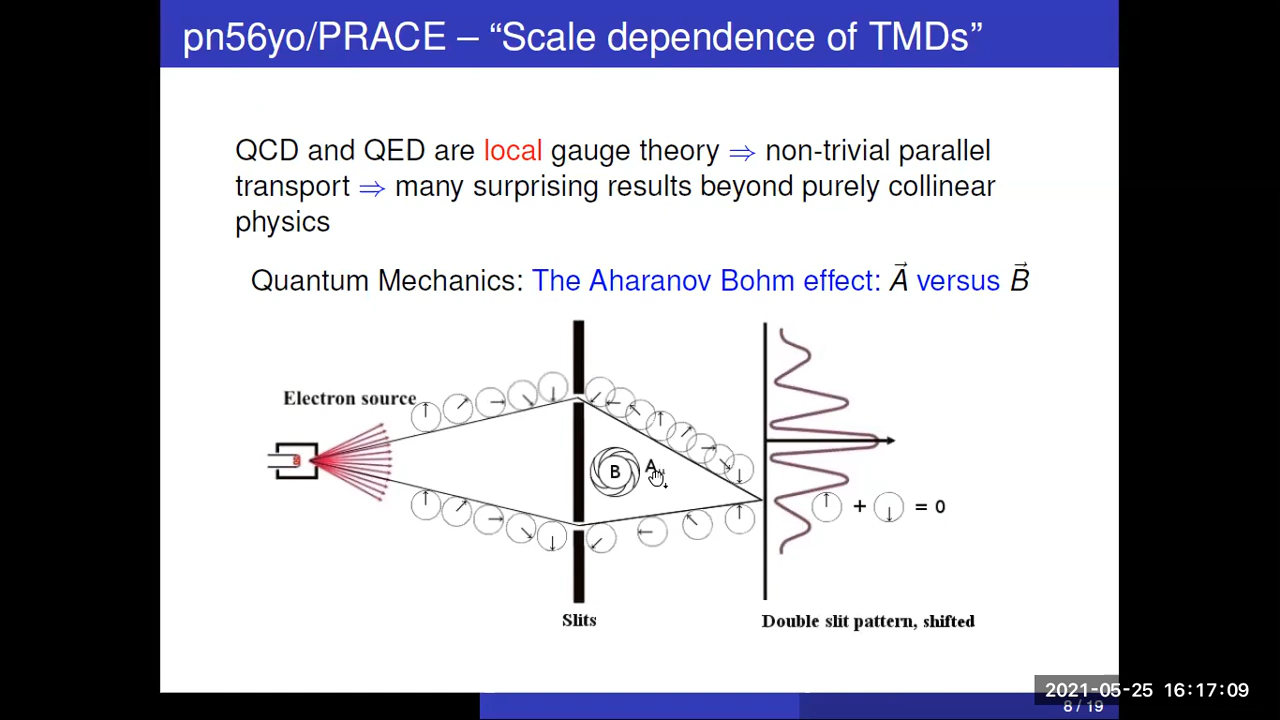 pn56yo/PRACE – “Scale dependence of TMDs”
QCD and QED are local gauge theory ⇒ non-trivial parallel
transport ⇒ many surprising results beyond purely collinear
physics
Quantum Mechanics: The Aharanov Bohm effect: A⃗ versus B⃗
Electron source
B
A
+ = 0
Slits
Double slit pattern, shifted
2021-05-25 16:17:09
8 / 19